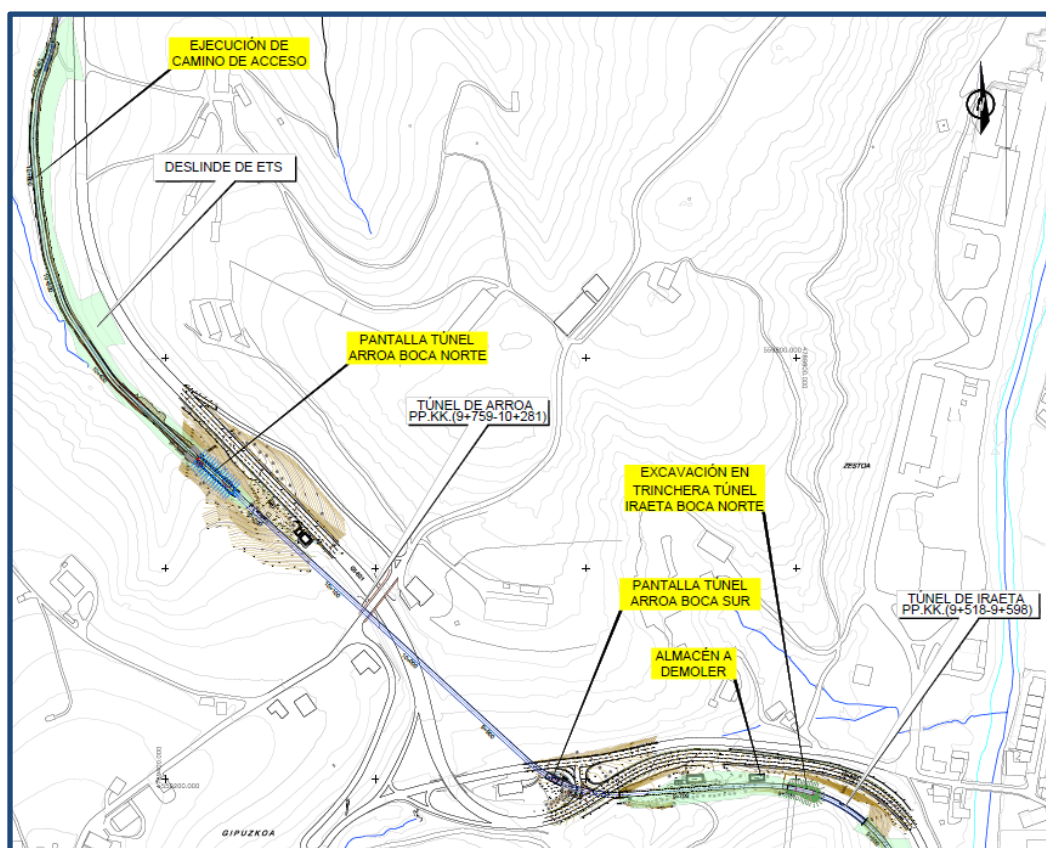 EJECUCIÓN DE
CAMINO DE ACCESO
DESLINDE DE ETS
PANTALLA TÚNEL
ARROA BOCA NORTE
TÚNEL DE ARROA
PP.KK.(9+759-10+281)
ZESTOA
EXCAVACIÓN EN
TRINCHERA TÚNEL
IRAETA BOCA NORTE
PANTALLA TÚNEL
ARROA BOCA SUR
TÚNEL DE IRAETA
PP.KK.(9+518-9+598)
ALMACÉN A
DEMOLER
GIPUZKOA